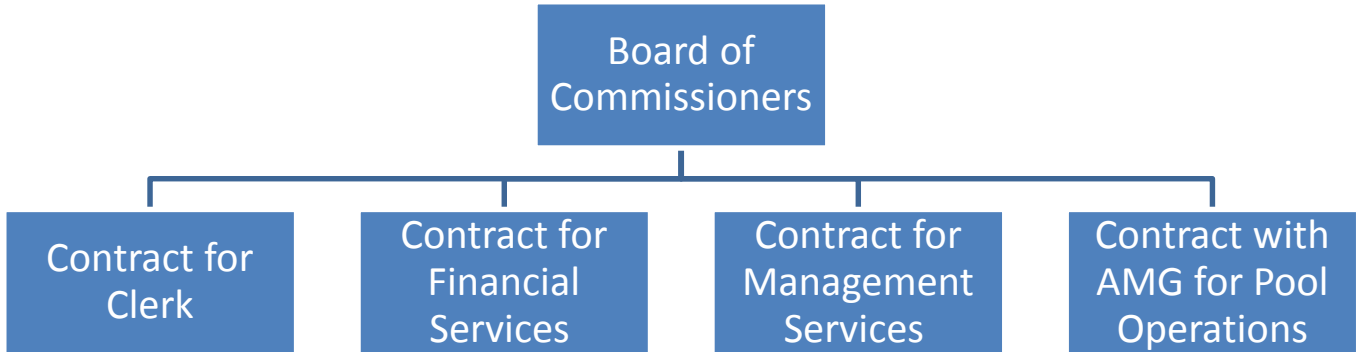 Board of
Commissioners
Contract for
Clerk
Contract for
Financial
Services
Contract for
Management
Services
Contract with
AMG for Pool
Operations